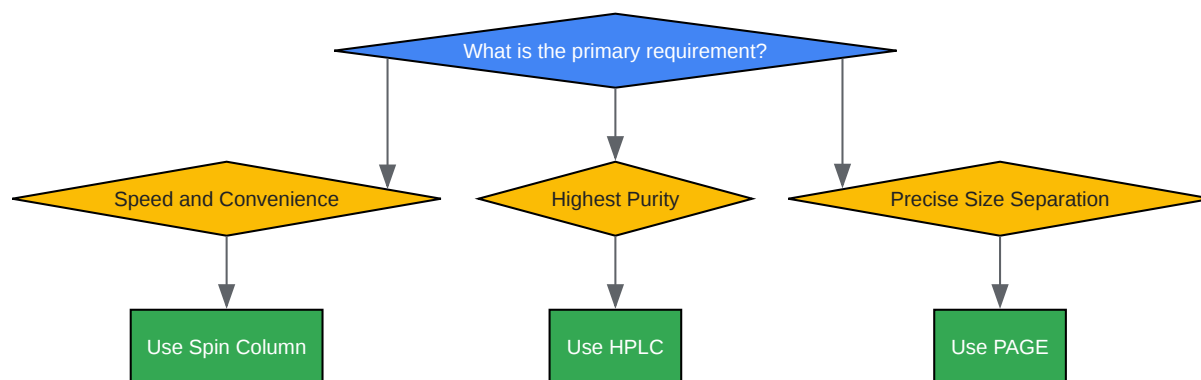 What is the primary requirement?
Speed and Convenience
Highest Purity
Precise Size Separation
Use Spin Column
Use HPLC
Use PAGE